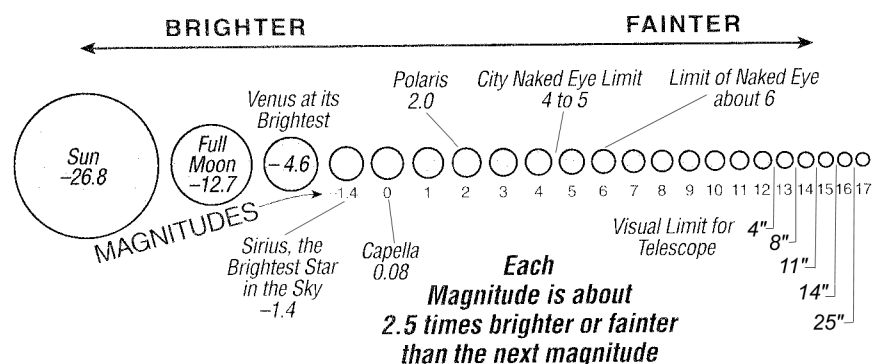 BRIGHTER
FAINTER
Sun
–26.8
Full
Moon
–12.7
Venus at its
Brightest
– 4.6
Polaris
2.0
City Naked Eye Limit
4 to 5
Limit of Naked Eye
about 6
MAGNITUDES
-1.4 0 1 2 3 4 5 6 7 8 9 10 11 12 13 14 15 16 17
Sirius, the
Brightest Star
in the Sky
–1.4
Capella
0.08
Visual Limit for
Telescope
4"
8"
11"
14"
25"
Each
Magnitude is about
2.5 times brighter or fainter
than the next magnitude